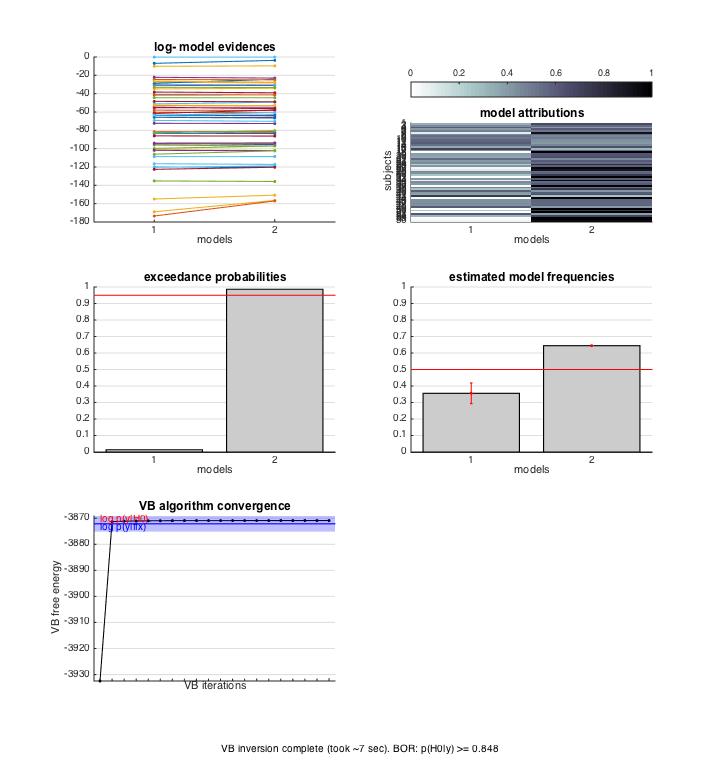 log- model evidences
0
-20
-40
-60
-80
-100
-120
-140
-160
-180
1 2
models
0 0.2 0.4 0.6 0.8 1
model attributions
subjects
1 2
models
exceedance probabilities
1
0.9
0.8
0.7
0.6
0.5
0.4
0.3
0.2
0.1
0
1 2
models
estimated model frequencies
1
0.9
0.8
0.7
0.6
0.5
0.4
0.3
0.2
0.1
0
1 2
models
VB algorithm convergence
-3870
-3880
-3890
-3900
-3910
-3920
-3930
VB free energy
log p(y|H0)
log p(y|ffx)
VB iterations
VB inversion complete (took ~7 sec). BOR: p(H0|y) >= 0.848